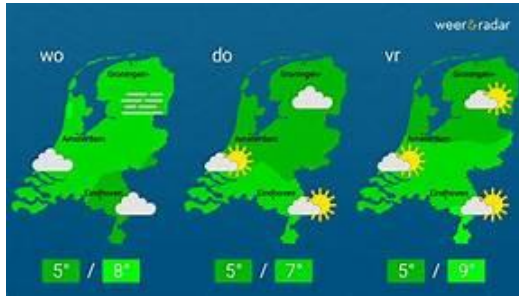 weer&radar
wo
do
vr
Groningen
Groningen
Groningen
Amsterdam
Amsterdam
Amsterdam
Eindhoven
Eindhoven
Eindhoven
5° / 8°
5° / 7°
5° / 9°